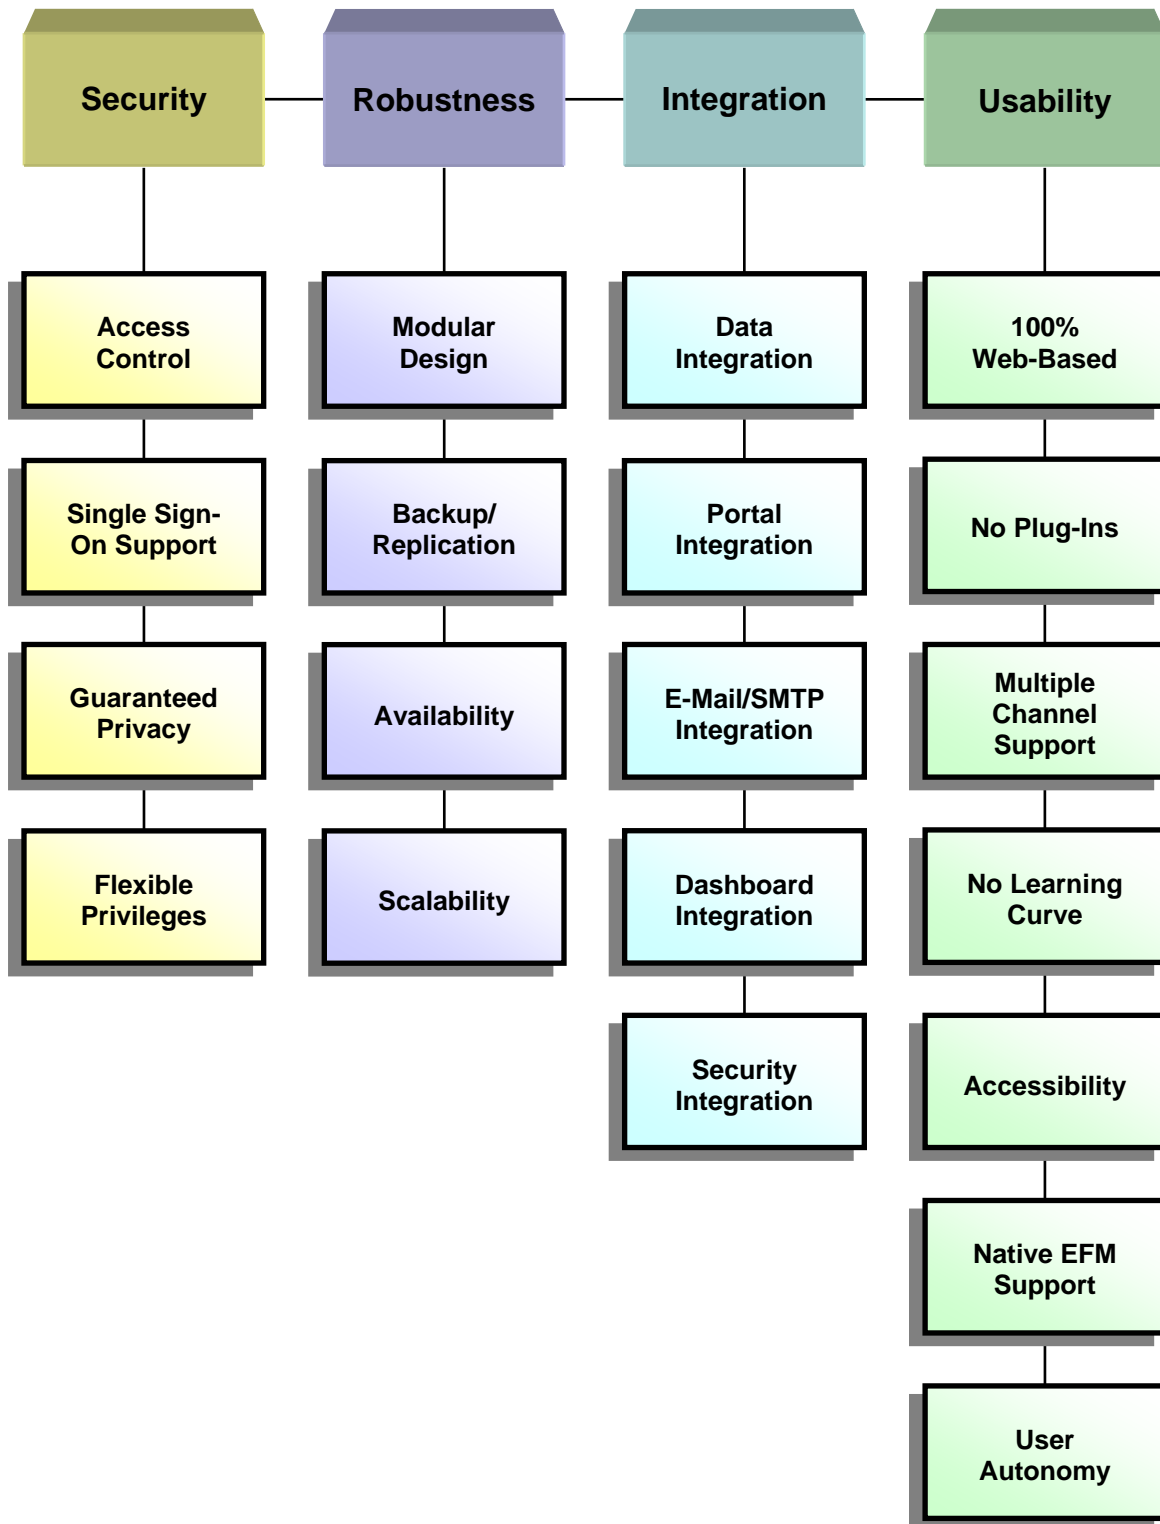 Security
Robustness
Integration
Usability
Access
Control
Single Sign-
On Support
Guaranteed
Privacy
Flexible
Privileges
Modular
Design
Backup/
Replication
Availability
Scalability
Data
Integration
Portal
Integration
E-Mail/SMTP
Integration
Dashboard
Integration
Security
Integration
100%
Web-Based
No Plug-Ins
Multiple
Channel
Support
No Learning
Curve
Accessibility
Native EFM
Support
User
Autonomy